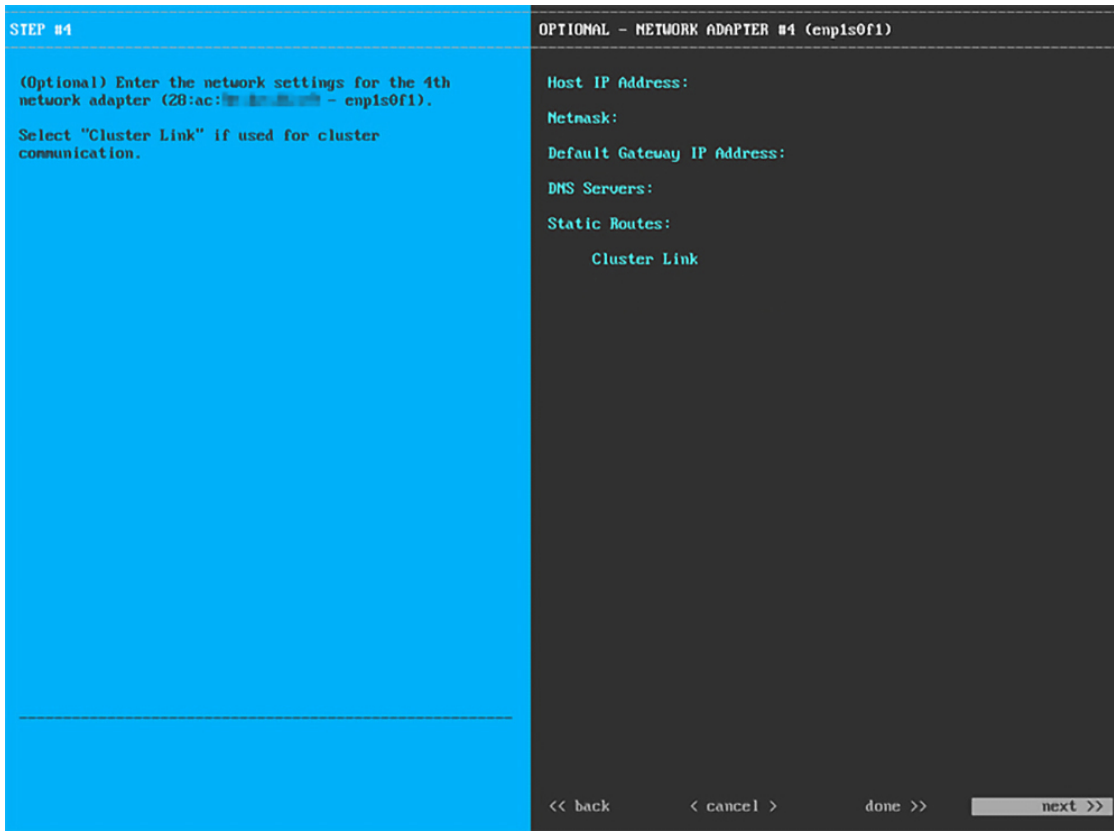 STEP #4
(Optional) Enter the network settings for the 4th
network adapter (28:ac: - enp1s0f1).
Select "Cluster Link" if used for cluster
communication.
OPTIONAL - NETWORK ADAPTER #4 (enp1s0f1)
Host IP Address:
Netmask:
Default Gateway IP Address:
DNS Servers:
Static Routes:
Cluster Link
<< back < cancel > done >> next >>